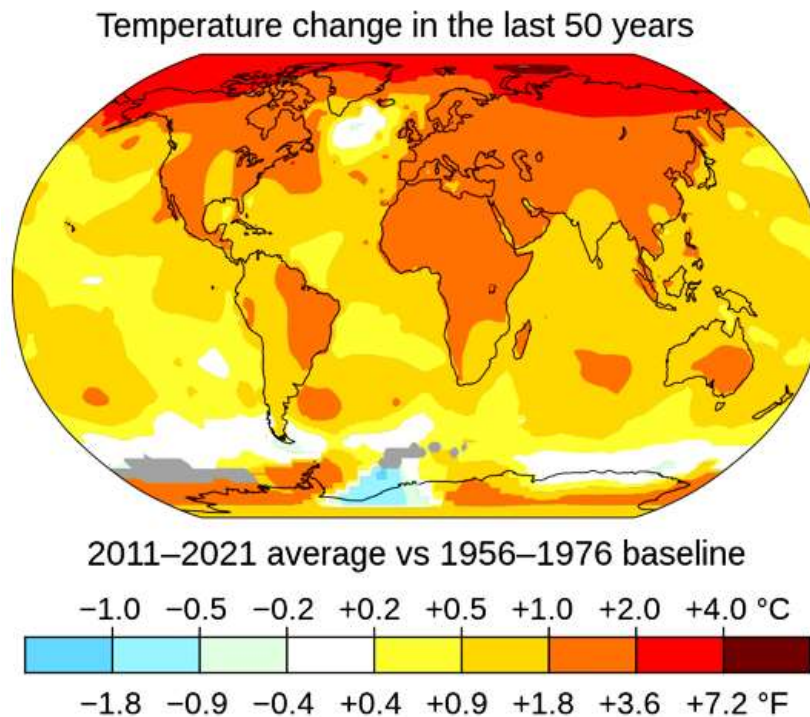 Temperature change in the last 50 years
2011–2021 average vs 1956–1976 baseline
−1.0 −0.5 −0.2 +0.2 +0.5 +1.0 +2.0 +4.0 °C
−1.8 −0.9 −0.4 +0.4 +0.9 +1.8 +3.6 +7.2 °F